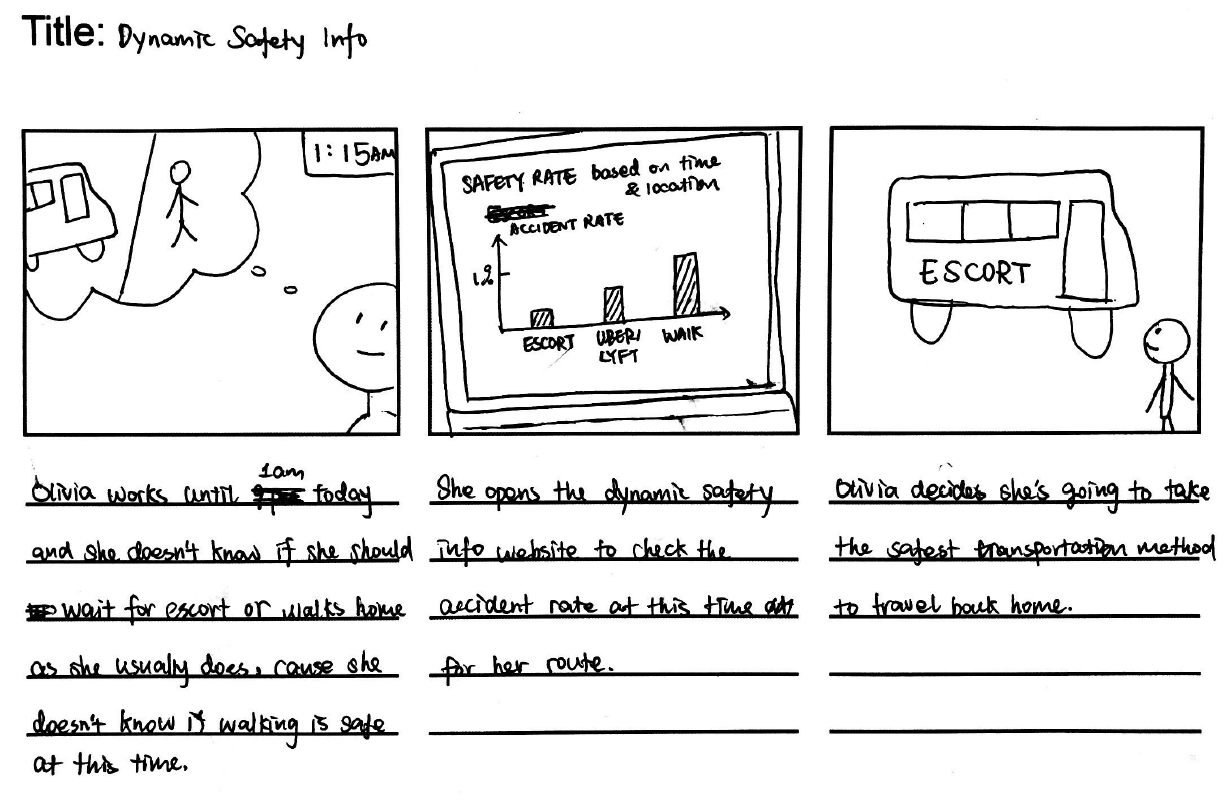 Title: Dynamic Safety Info
1:15AM
SAFETY RATE based on time
& location
ACCIDENT RATE
ESCORT
UBER/
LYFT
WALK
ESCORT
1am
Olivia works until today
and she doesn't know if she should
wait for escort or walks home
as she usually does, cause she
doesn't know if walking is safe
at this time.
She opens the dynamic safety
info website to check the
accident rate at this time
for her route.
Olivia decides she's going to take
the safest transportation method
to travel back home.